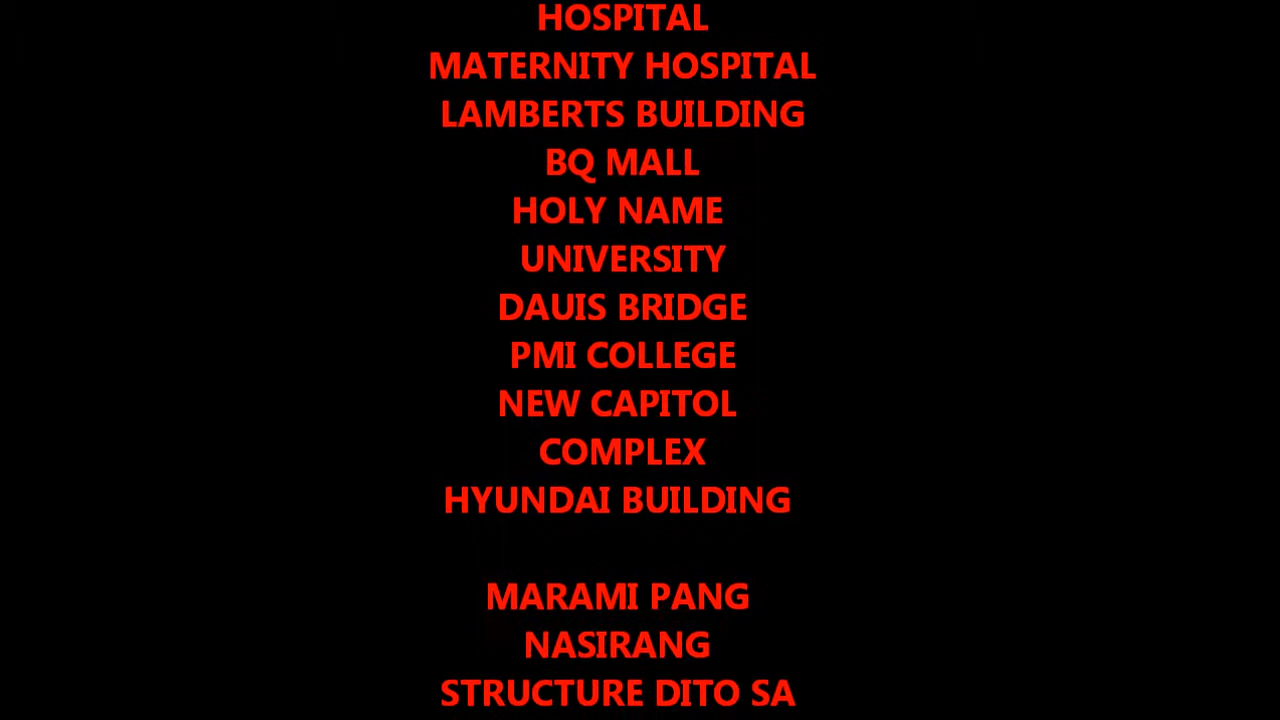 HOSPITAL
MATERNITY HOSPITAL
LAMBERTS BUILDING
BQ MALL
HOLY NAME
UNIVERSITY
DAUIS BRIDGE
PMI COLLEGE
NEW CAPITOL
COMPLEX
HYUNDAI BUILDING
MARAMI PANG
NASIRANG
STRUCTURE DITO SA